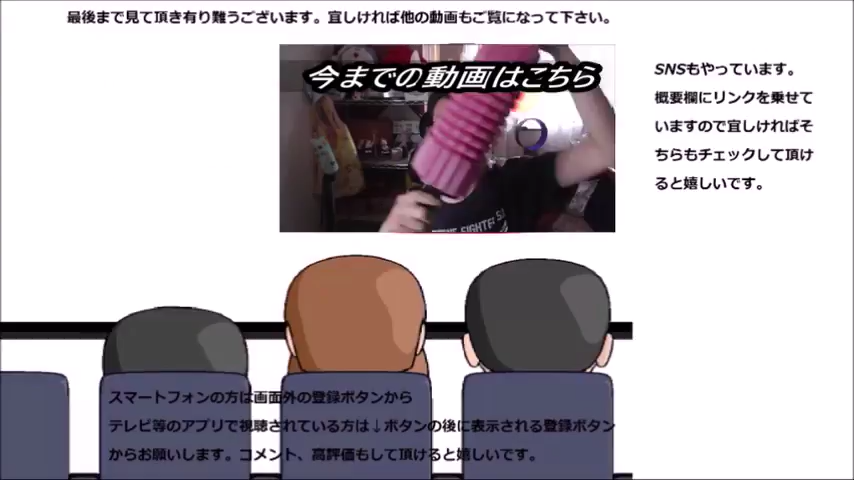 最後まで見て頂き有り難うございます。宜しければ他の動画もご覧になって下さい。
今までの動画はこちら
SNSもやっています。
概要欄にリンクを乗せて
いますので宜しければそ
ちらもチェックして頂け
ると嬉しいです。
スマートフォンの方は画面外の登録ボタンから
テレビ等のアプリで視聴されている方は↓ボタンの後に表示される登録ボタン
からお願いします。コメント、高評価もして頂けると嬉しいです。